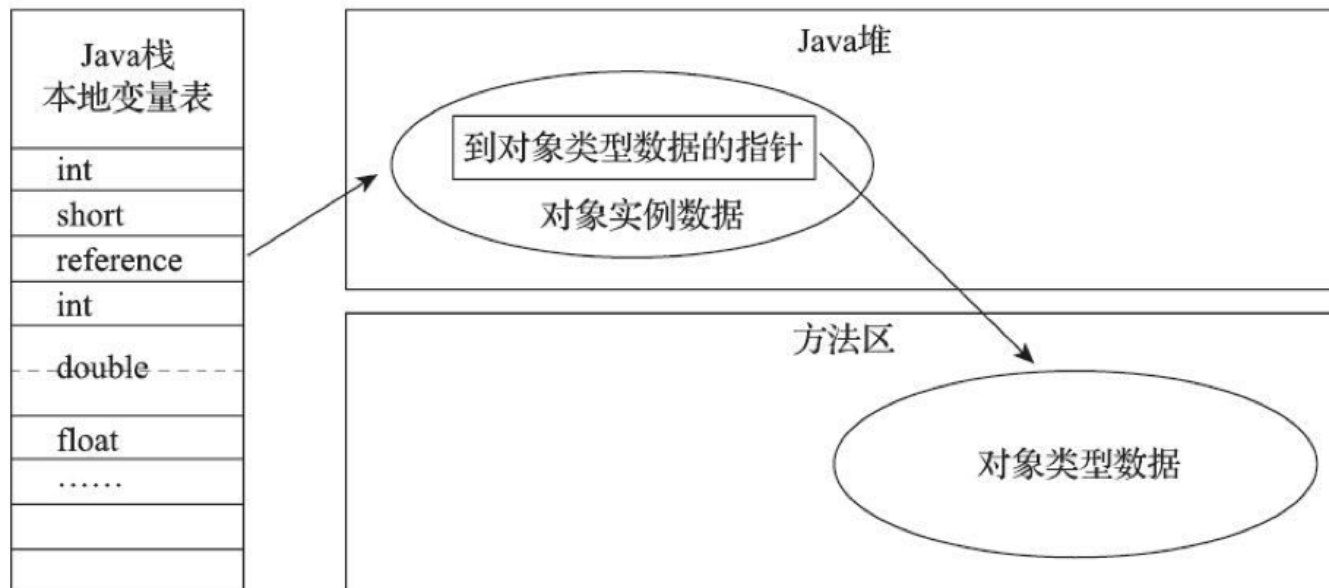 Java栈
本地变量表
int
short
reference
int
double
float
……
Java堆
到对象类型数据的指针
对象实例数据
方法区
对象类型数据